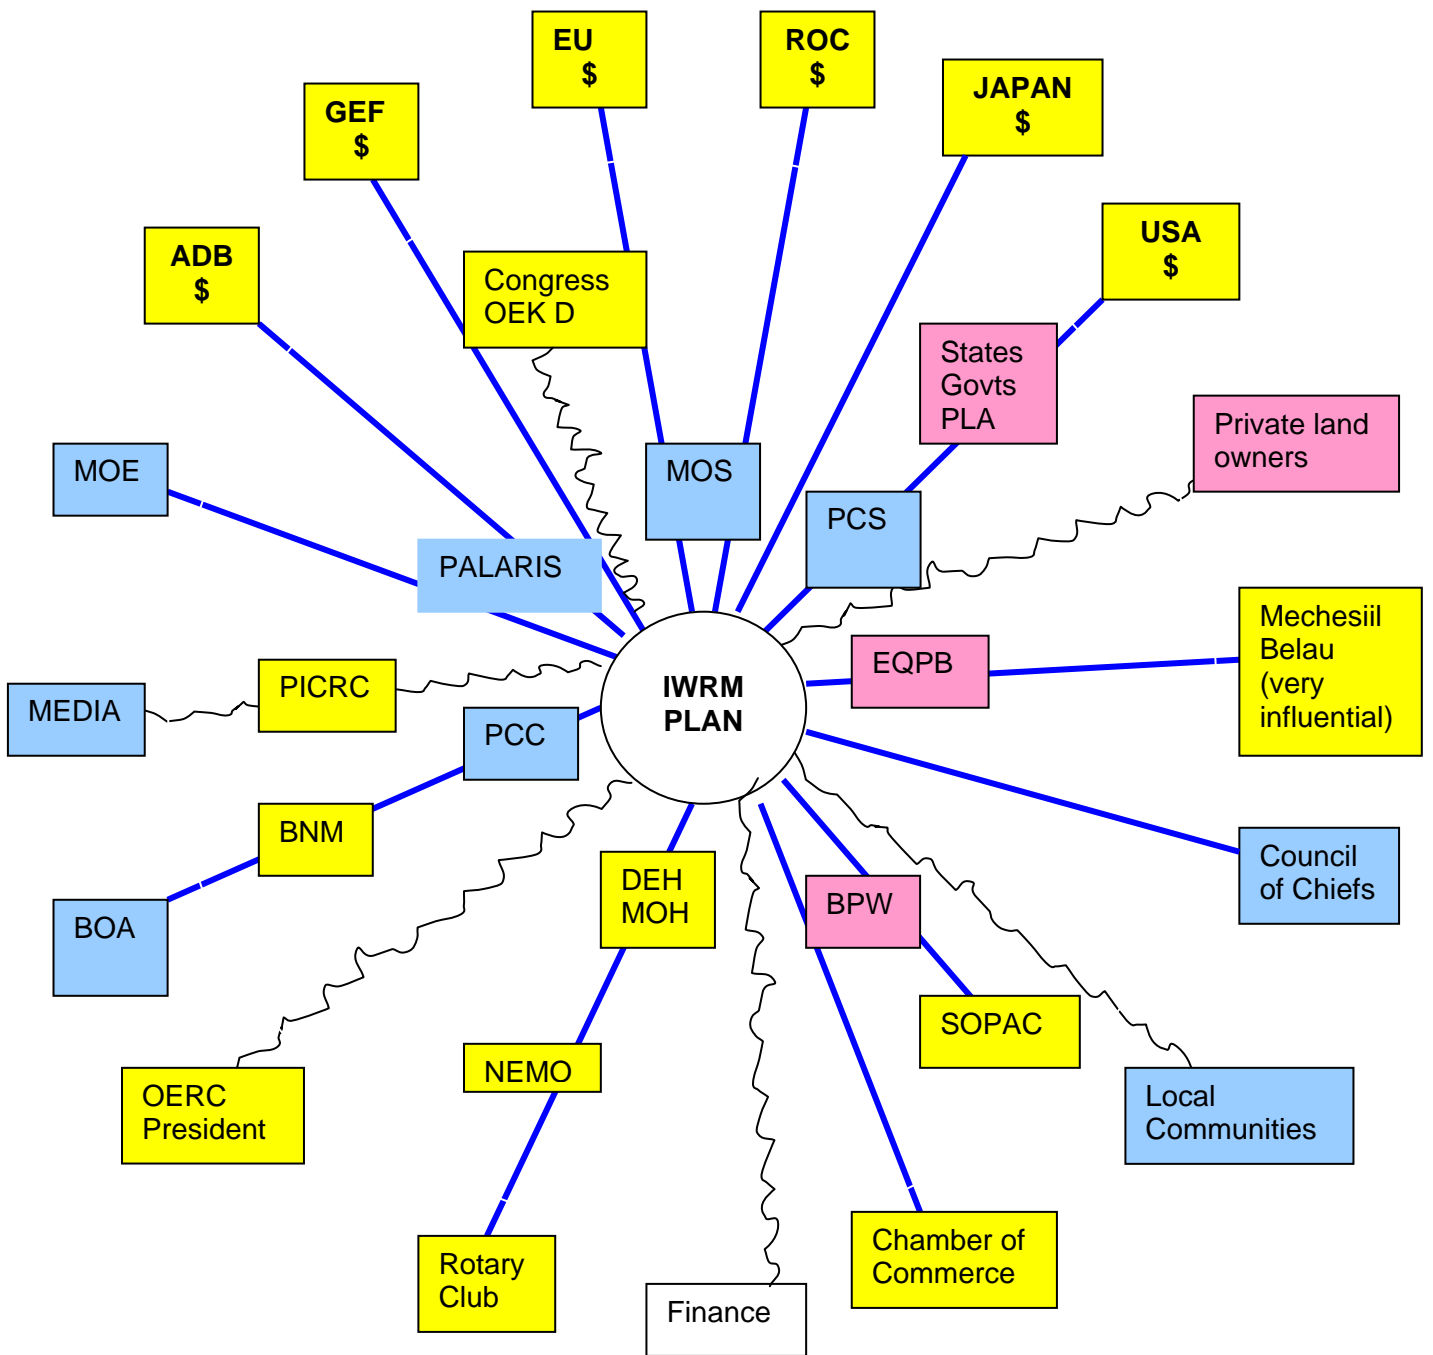 EU
$
ROC
$
JAPAN
$
GEF
$
USA
$
ADB
$
Congress
OEK D
States
Govts
PLA
Private land
owners
MOE
MOS
PCS
PALARIS
Mechesiil
Belau
(very
influential)
EQPB
IWRM
PLAN
PICRC
MEDIA
PCC
BNM
BOA
Council
of Chiefs
DEH
MOH
BPW
SOPAC
NEMO
OERC
President
Local
Communities
Rotary
Club
Chamber of
Commerce
Finance